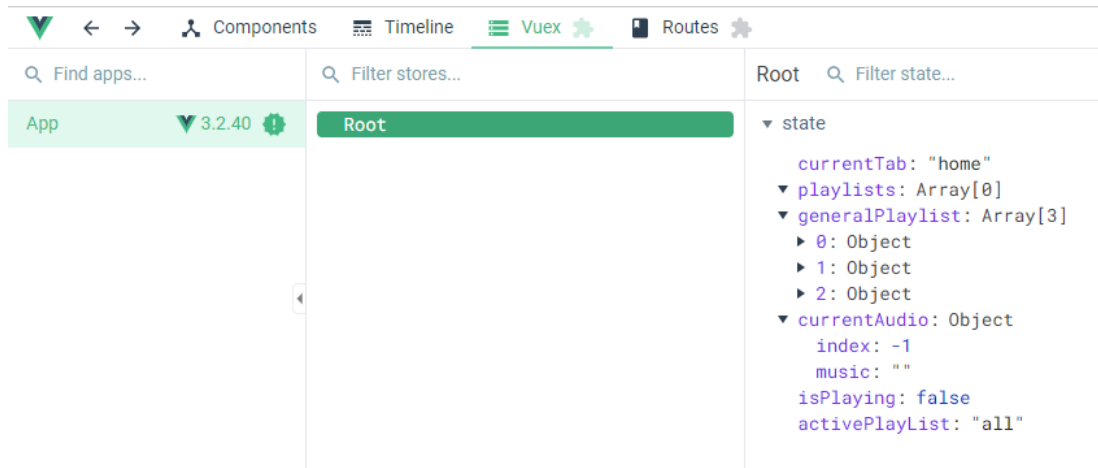 Components Timeline Vuex Routes
Find apps...
Filter stores...
Root Filter state...
App 3.2.40
Root
state
currentTab: "home"
playlists: Array[0]
generalPlaylist: Array[3]
0: Object
1: Object
2: Object
currentAudio: Object
index: -1
music: ""
isPlaying: false
activePlayList: "all"